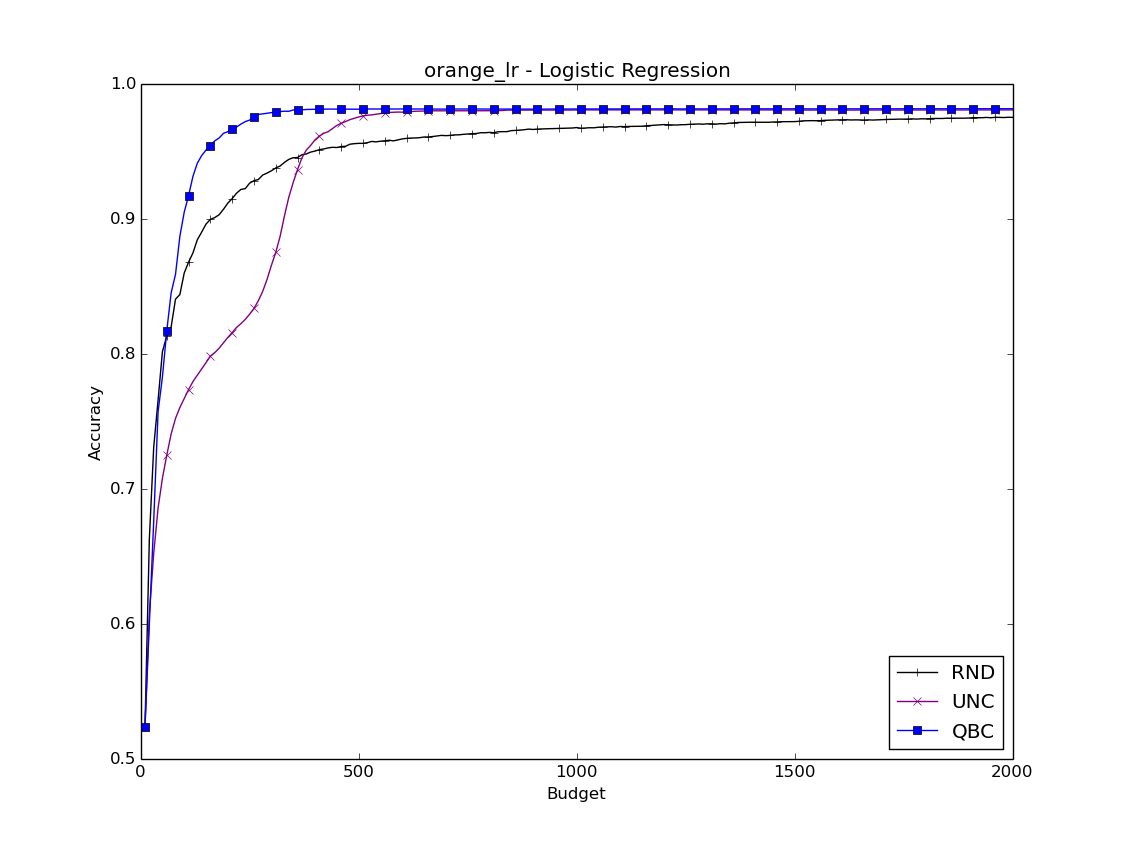 orange_lr - Logistic Regression
1.0
0.9
0.8
0.7
0.6
0.5
Accuracy
0 500 1000 1500 2000
Budget
RND
UNC
QBC